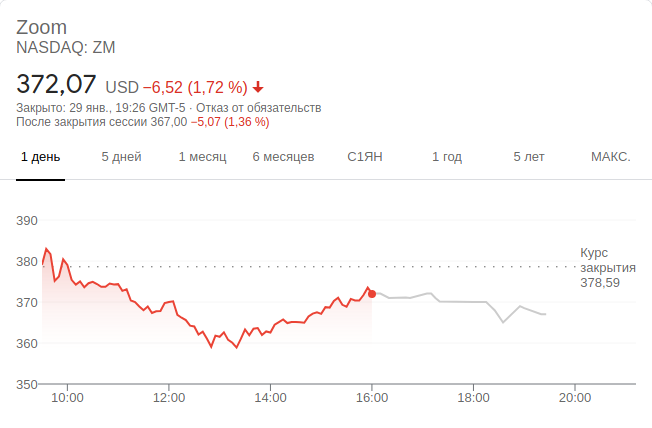 Zoom
NASDAQ: ZM
372,07 USD −6,52 (1,72 %)
Закрыто: 29 янв., 19:26 GMT-5 · Отказ от обязательств
После закрытия сессии 367,00 −5,07 (1,36 %)
1 день 5 дней 1 месяц 6 месяцев С1ЯН 1 год 5 лет МАКС.
390
380
370
360
350
Курс
закрытия
378,59
10:00 12:00 14:00 16:00 18:00 20:00